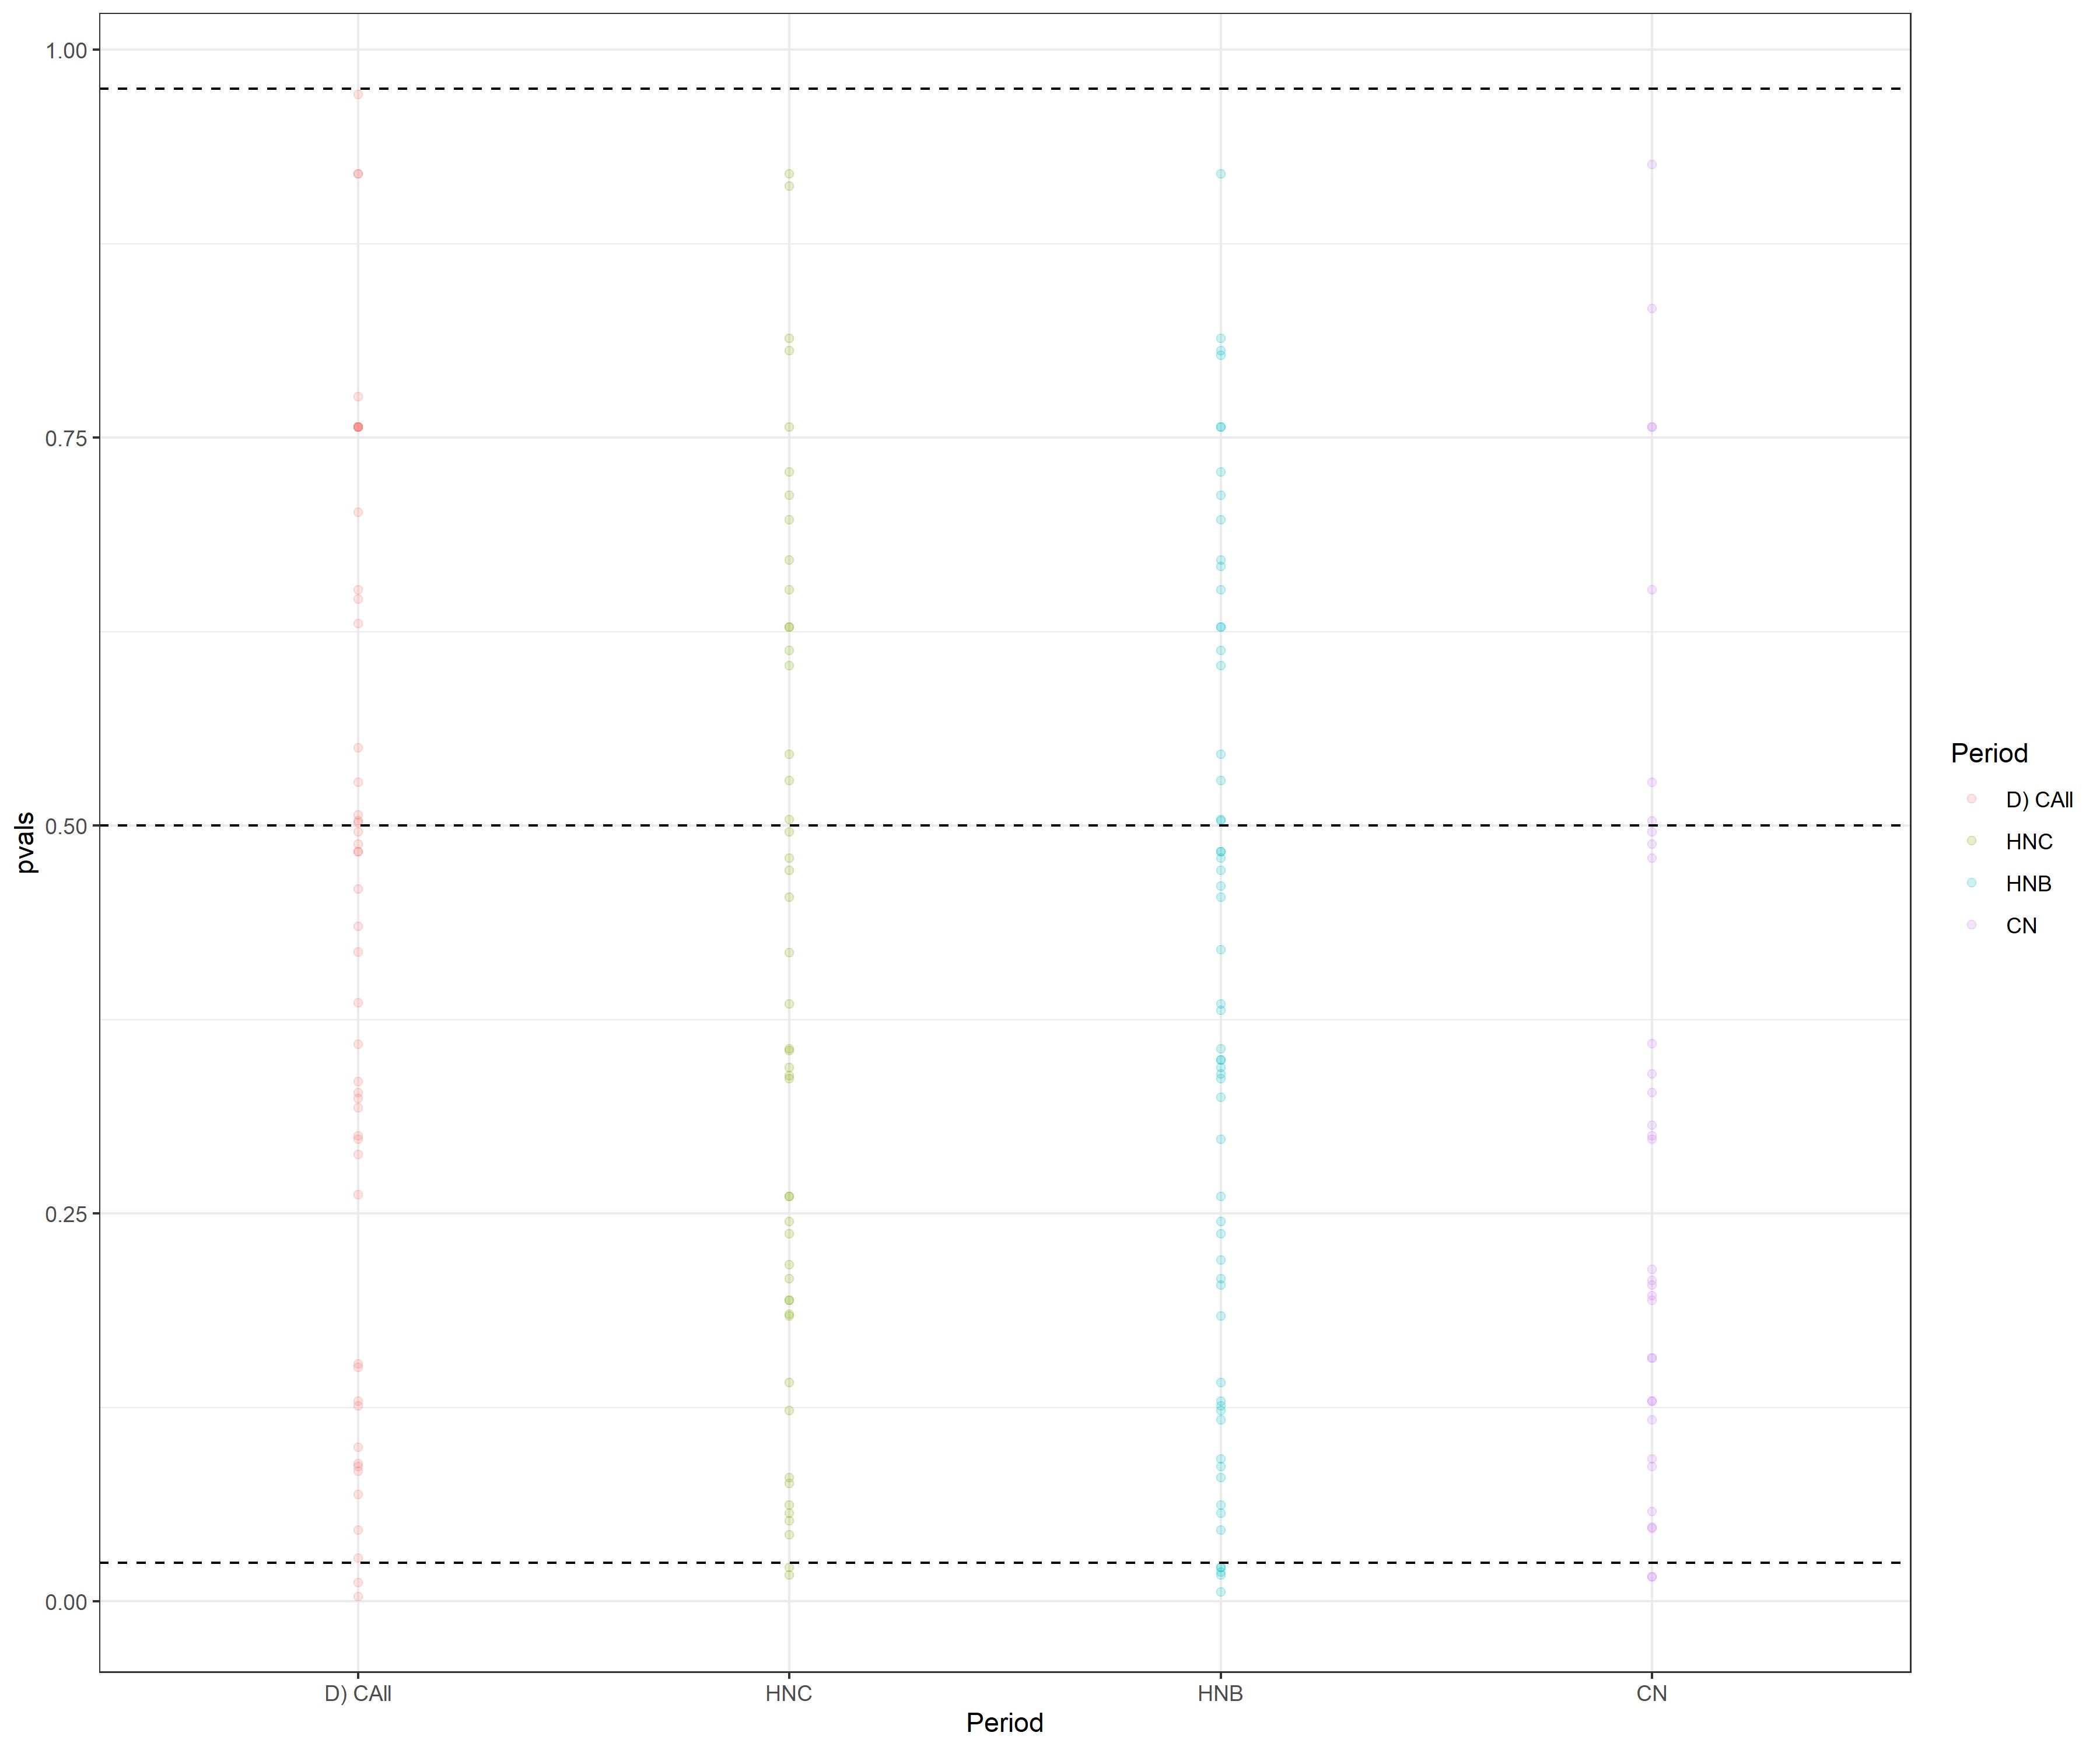 1.00
0.75
0.50
0.25
0.00
pvals
D) CAll
HNC
HNB
CN
Period
Period
D) CAll
HNC
HNB
CN